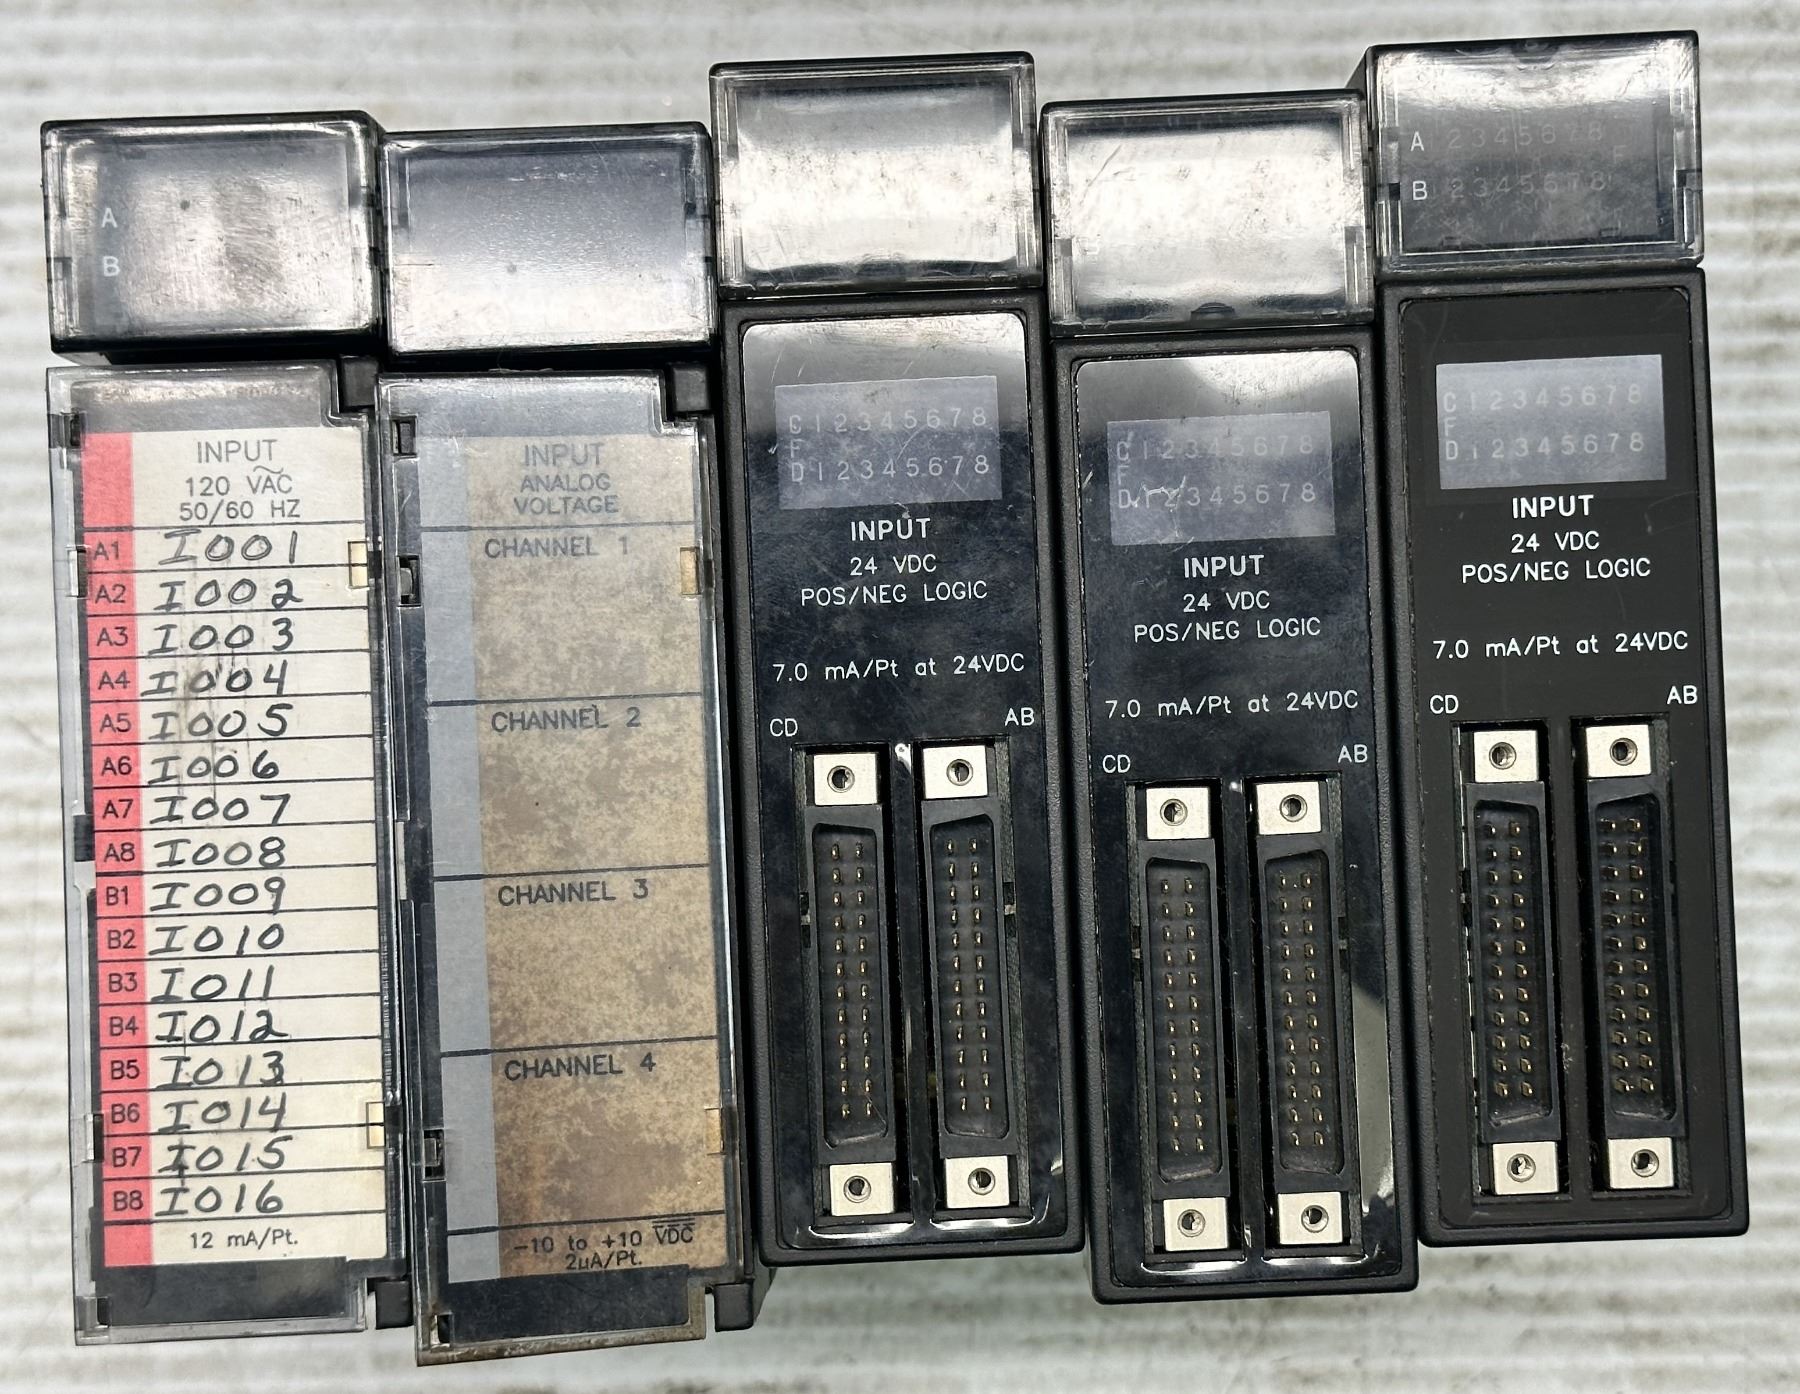 A
B
INPUT
120 VAC
50/60 HZ
A1 I001
A2 I002
A3 I003
A4 I004
A5 I005
A6 I006
A7 I007
A8 I008
B1 I009
B2 I010
B3 I011
B4 I012
B5 I013
B6 I014
B7 I015
B8 I016
12 mA/Pt.
INPUT
ANALOG
VOLTAGE
CHANNEL 1
CHANNEL 2
CHANNEL 3
CHANNEL 4
-10 to +10 VDC
2uA/Pt.
C 1 2 3 4 5 6 7 8
F
D 1 2 3 4 5 6 7 8
INPUT
24 VDC
POS/NEG LOGIC
7.0 mA/Pt at 24VDC
CD AB
C 1 2 3 4 5 6 7 8
F
D 1 2 3 4 5 6 7 8
INPUT
24 VDC
POS/NEG LOGIC
7.0 mA/Pt at 24VDC
CD AB
A 1 2 3 4 5 6 7 8
F
B 1 2 3 4 5 6 7 8
C 1 2 3 4 5 6 7 8
F
D 1 2 3 4 5 6 7 8
INPUT
24 VDC
POS/NEG LOGIC
7.0 mA/Pt at 24VDC
CD AB